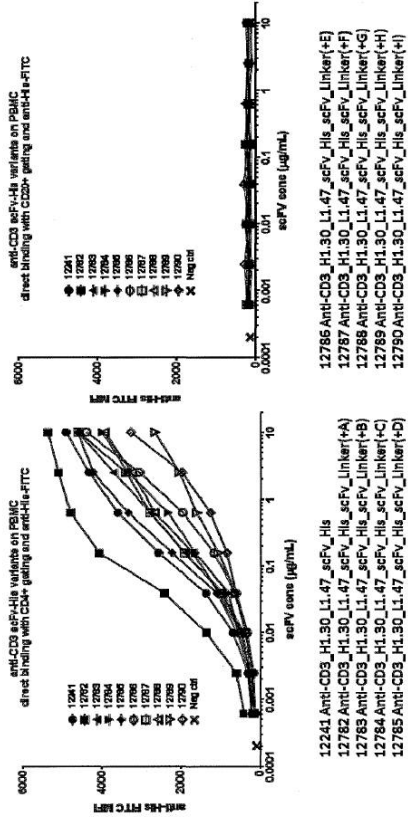 anti-CD3 scFv-His variants on PBMC
direct binding with CD4+ gating and anti-His-FITC
6000
4000
2000
0
anti-His FITC MFI
12241
12782
12783
12784
12785
12786
12787
12788
12789
12790
Neg ctrl
0.0001
0.001
0.01
0.1
1
10
scFv conc (µg/mL)
anti-CD3 scFv-His variants on PBMC
direct binding with CD20+ gating and anti-His-FITC
6000
4000
2000
0
anti-His FITC MFI
12241
12782
12783
12784
12785
12786
12787
12788
12789
12790
Neg ctrl
0.0001
0.001
0.01
0.1
1
10
scFV conc (µg/mL)
12241 Anti-CD3_H1.30_L1.47_scFv_His
12782 Anti-CD3_H1.30_L1.47_scFv_His_scFv_Linker(+A)
12783 Anti-CD3_H1.30_L1.47_scFv_His_scFv_Linker(+B)
12784 Anti-CD3_H1.30_L1.47_scFv_His_scFv_Linker(+C)
12785 Anti-CD3_H1.30_L1.47_scFv_His_scFv_Linker(+D)
12786 Anti-CD3_H1.30_L1.47_scFv_His_scFv_Linker(+E)
12787 Anti-CD3_H1.30_L1.47_scFv_His_scFv_Linker(+F)
12788 Anti-CD3_H1.30_L1.47_scFv_His_scFv_Linker(+G)
12789 Anti-CD3_H1.30_L1.47_scFv_His_scFv_Linker(+H)
12790 Anti-CD3_H1.30_L1.47_scFv_His_scFv_Linker(+I)